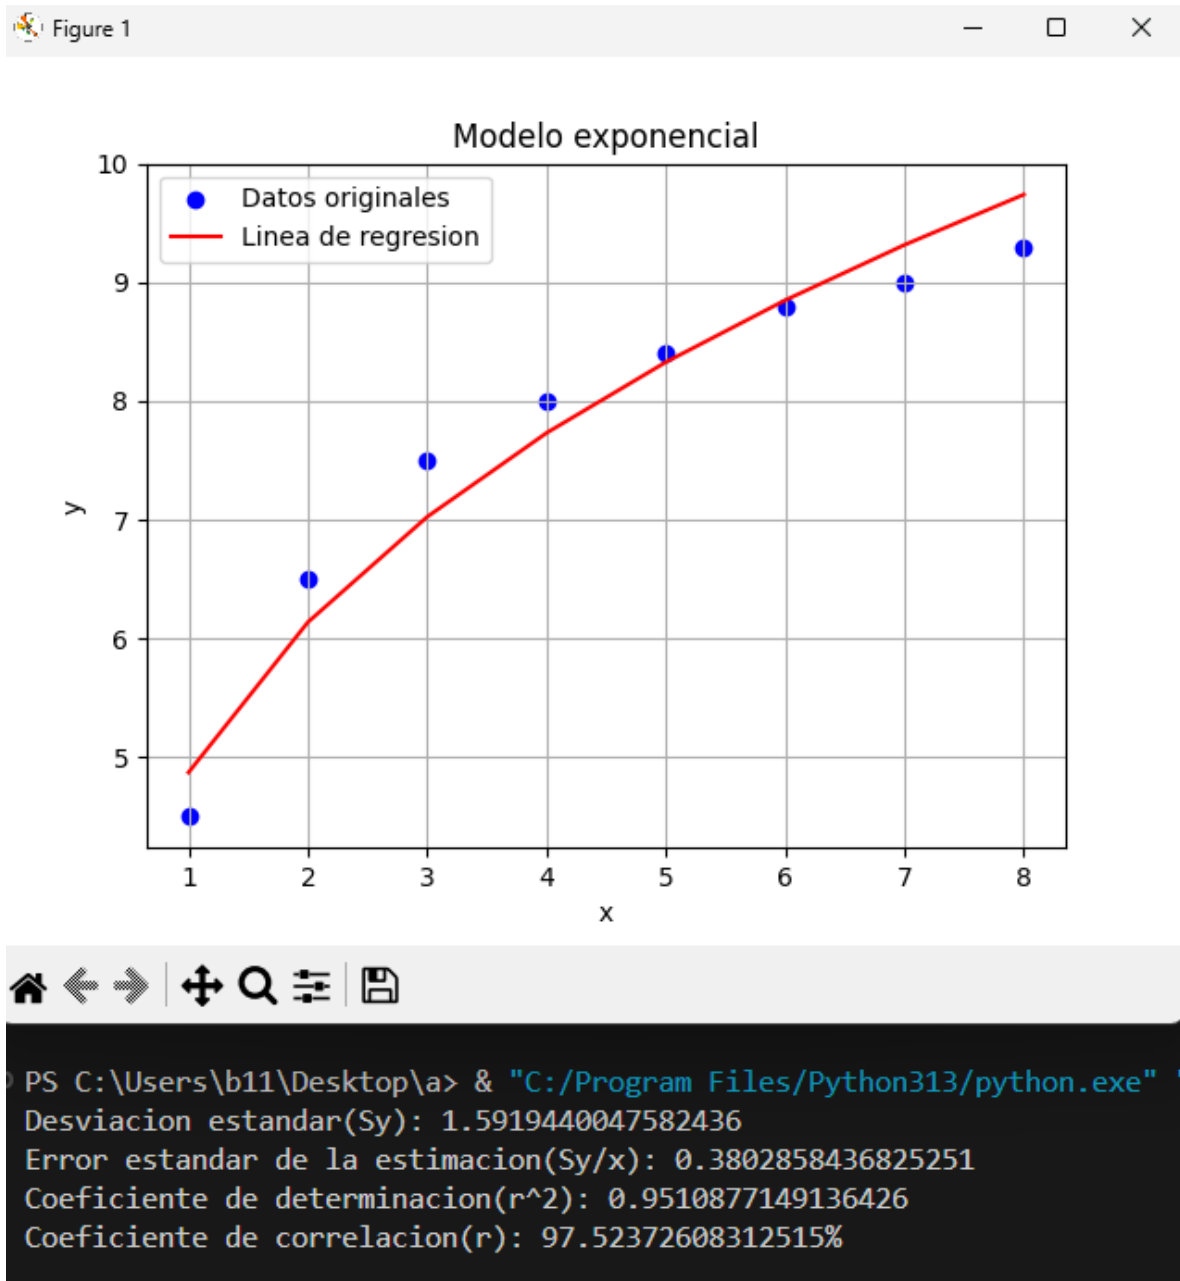 Figure 1
Modelo exponencial
Datos originales
Linea de regresion
10
9
8
7
6
5
y
1 2 3 4 5 6 7 8
x
PS C:\Users\b11\Desktop\a> & "C:/Program Files/Python313/python.exe" '
Desviacion estandar(Sy): 1.5919440047582436
Error estandar de la estimacion(Sy/x): 0.3802858436825251
Coeficiente de determinacion(r^2): 0.9510877149136426
Coeficiente de correlacion(r): 97.52372608312515%